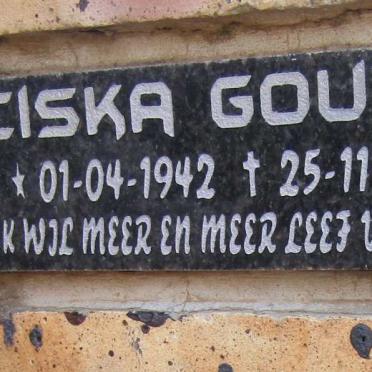 CISKA GOU
* 01-04-1942 † 25-11
K WIL MEER EN MEER LEEF V